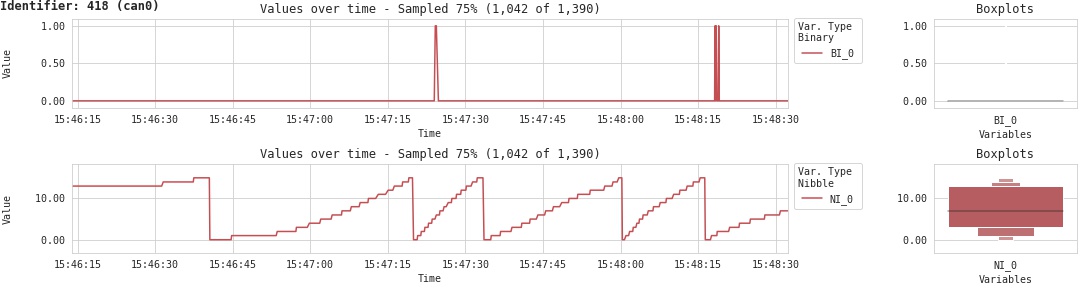 Identifier: 418 (can0)
Values over time - Sampled 75% (1,042 of 1,390)
Boxplots
1.00
0.50
0.00
Value
15:46:15 15:46:30 15:46:45 15:47:00 15:47:15 15:47:30 15:47:45 15:48:00 15:48:15 15:48:30
Time
Var. Type
Binary
BI_0
1.00
0.50
0.00
BI_0
Variables
Values over time - Sampled 75% (1,042 of 1,390)
Boxplots
10.00
0.00
Value
15:46:15 15:46:30 15:46:45 15:47:00 15:47:15 15:47:30 15:47:45 15:48:00 15:48:15 15:48:30
Time
Var. Type
Nibble
NI_0
10.00
0.00
NI_0
Variables